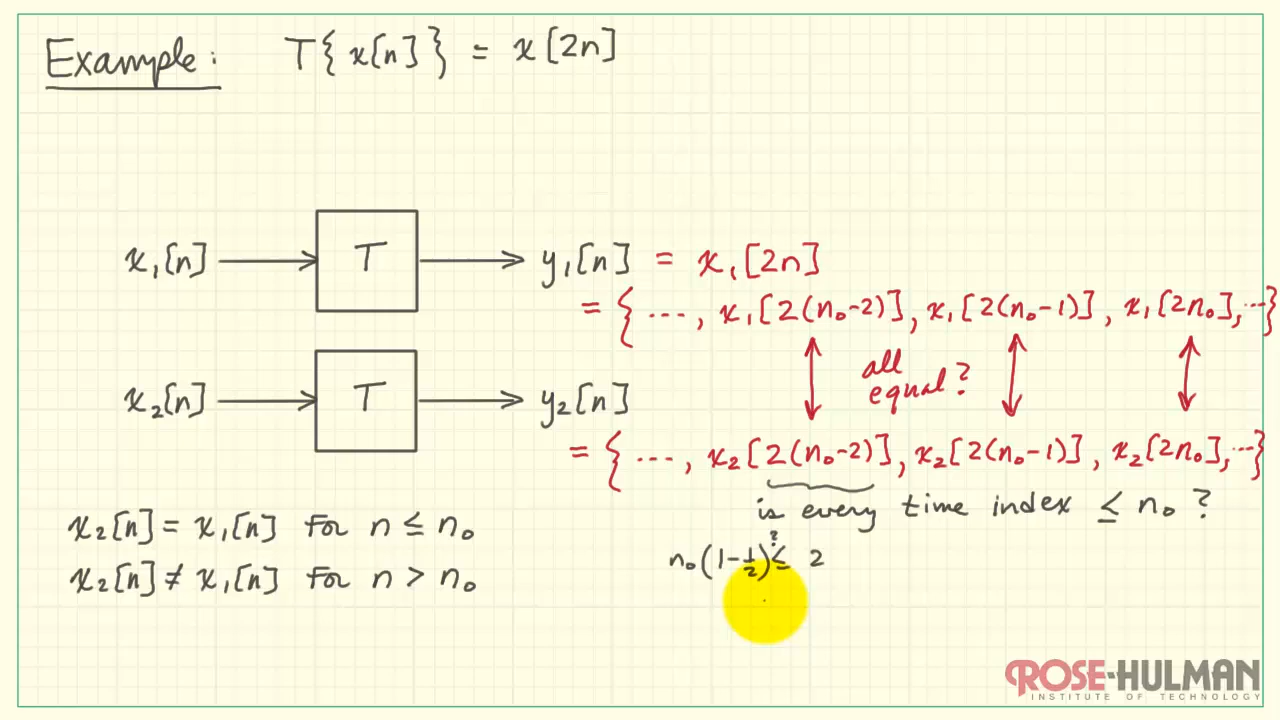 Example: T{x[n]} = x[2n]
x₁[n] T y₁[n] = x₁[2n]
= {..., x₁[2(n₀-2)], x₁[2(n₀-1)], x₁[2n₀], ...}
all equal?
x₂[n] T y₂[n]
= {..., x₂[2(n₀-2)], x₂[2(n₀-1)], x₂[2n₀], ...}
is every time index ≤ n₀ ?
x₂[n] = x₁[n] for n ≤ n₀
n₀(1-1/2) ≤? 2
x₂[n] ≠ x₁[n] for n > n₀
ROSE-HULMAN
INSTITUTE OF TECHNOLOGY